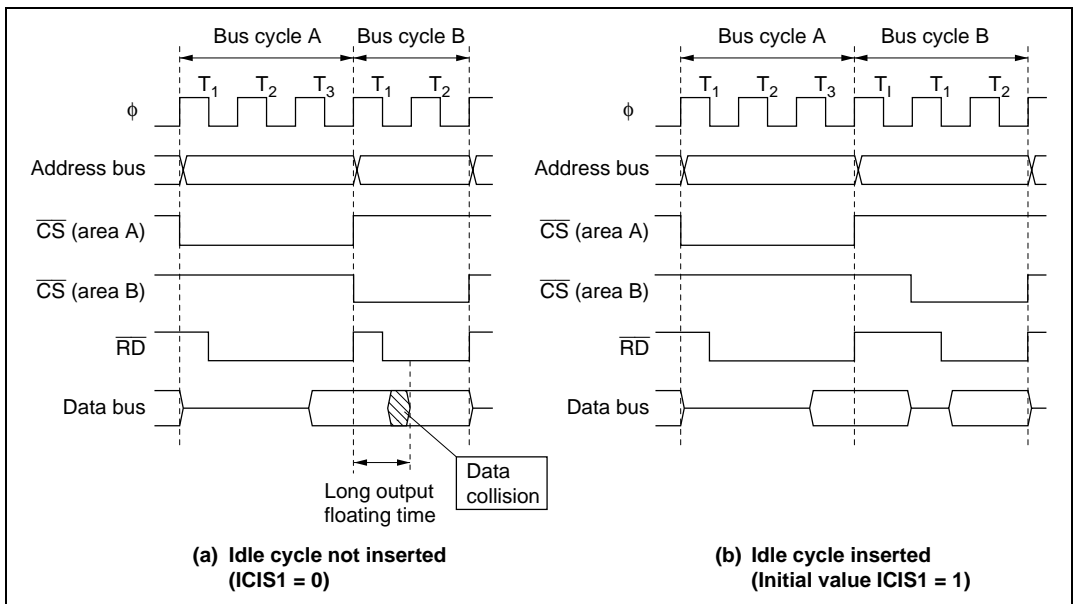 Bus cycle A
Bus cycle B
T1 T2 T3 T1 T2
ϕ
Address bus
CS (area A)
CS (area B)
RD
Data bus
Long output
floating time
Data
collision
(a) Idle cycle not inserted
(ICIS1 = 0)
Bus cycle A
Bus cycle B
T1 T2 T3 TI T1 T2
ϕ
Address bus
CS (area A)
CS (area B)
RD
Data bus
(b) Idle cycle inserted
(Initial value ICIS1 = 1)